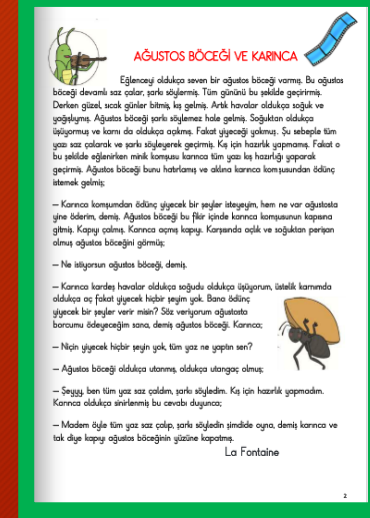 AĞUSTOS BÖCEĞİ VE KARINCA
Eğlenceyi oldukça seven bir ağustos böceği varmış. Bu ağustos
böceği devamlı saz çalar, şarkı söylermiş. Tüm gününü bu şekilde geçirirmiş.
Derken güzel, sıcak günler bitmiş, kış gelmiş. Artık havalar oldukça soğuk ve
yağışlıymış. Ağustos böceği şarkı söylemez hale gelmiş. Soğuktan oldukça
üşüyormuş ve karnı da oldukça açıkmış. Fakat yiyeceği yokmuş. Şu sebeple tüm
yazı saz çalarak ve şarkı söyleyerek geçirmiş. Kış için hazırlık yapmamış. Fakat o
bu şekilde eğlenirken minik komşusu karınca tüm yazı kış hazırlığı yaparak
geçirmiş. Ağustos böceği bunu hatırlamış ve aklına karınca komşusundan ödünç
istemek gelmiş;
– Karınca komşumdan ödünç yiyecek bir şeyler isteyeyim, hem ne var ağustosta
yine öderim, demiş. Ağustos böceği bu fikir içinde karınca komşusunun kapısına
gitmiş. Kapıyı çalmış. Karınca açmış kapıyı. Karşısında açlık ve soğuktan perişan
olmuş ağustos böceğini görmüş;
– Ne istiyorsun ağustos böceği, demiş.
– Karınca kardeş havalar oldukça soğudu oldukça üşüyorum, üstelik karnımda
oldukça aç fakat yiyecek hiçbir şeyim yok. Bana ödünç
yiyecek bir şeyler verir misin? Söz veriyorum ağustosta
borcumu ödeyeceğim sana, demiş ağustos böceği. Karınca;
– Niçin yiyecek hiçbir şeyin yok, tüm yaz ne yaptın sen?
– Ağustos böceği oldukça utanmış, oldukça utangaç olmuş;
– Şeyyy, ben tüm yaz saz çaldım, şarkı söyledim. Kış için hazırlık yapmadım.
Karınca oldukça sinirlenmiş bu cevabı duyunca;
– Madem öyle tüm yaz saz çalıp, şarkı söyledin şimdide oyna, demiş karınca ve
tak diye kapıyı ağustos böceğinin yüzüne kapatmış.
La Fontaine
2